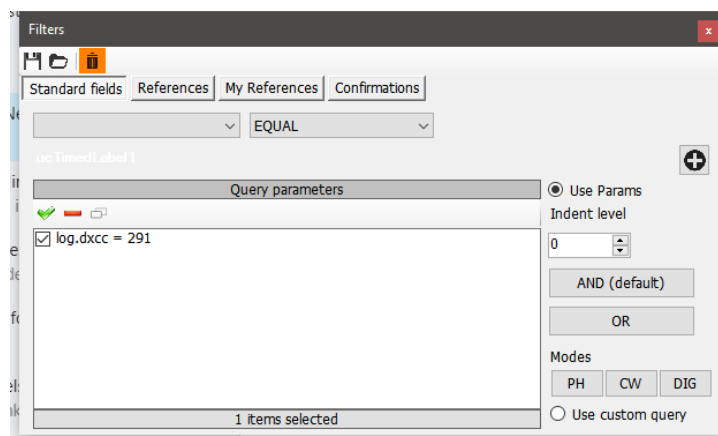 Filters
x
Standard fields References My References Confirmations
EQUAL
ucTimedLabel1
Query parameters
Use Params
Indent level
log.dxcc = 291
0
AND (default)
OR
Modes
PH CW DIG
1 items selected
Use custom query